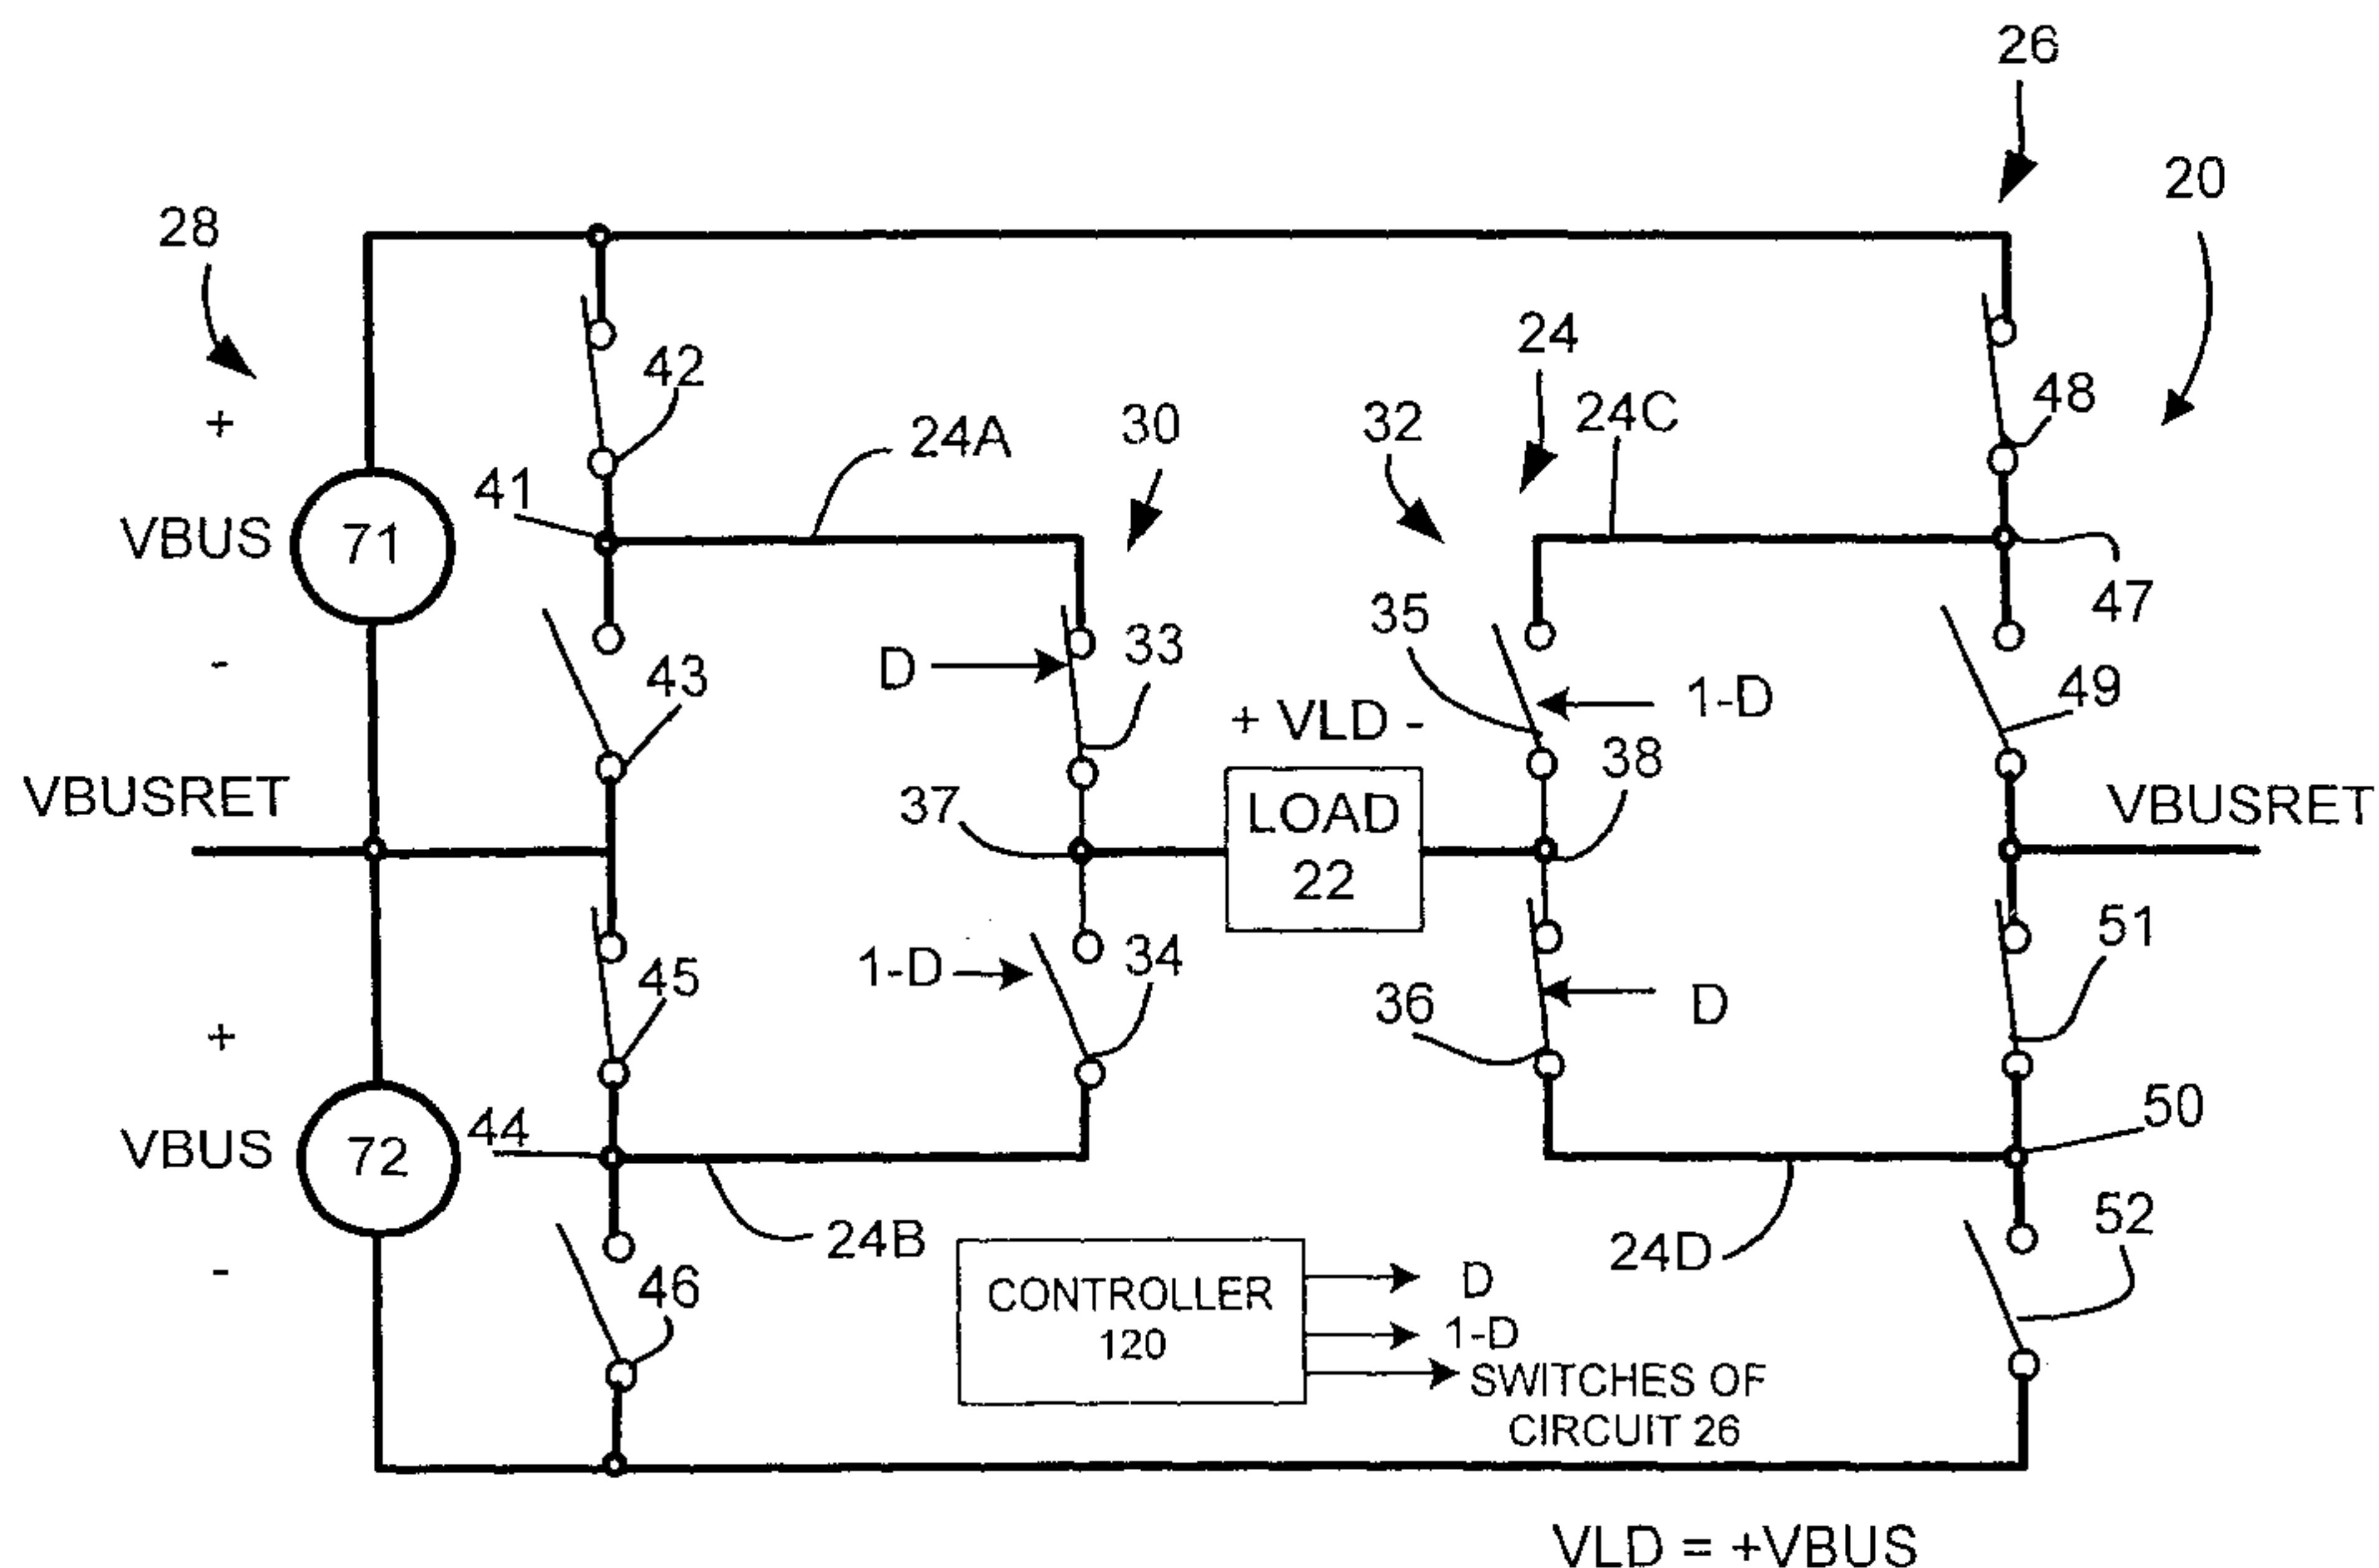 26
20
28
24
42
48
+
24A
30
32
24C
41
VBUS
71
47
35
33
D
-
43
49
1-D
+ VLD -
38
VBUSRET
37
LOAD
22
VBUSRET
51
34
1-D
45
36
D
+
50
44
VBUS
72
52
24B
24D
-
46
CONTROLLER
120
D
1-D
SWITCHES OF
CIRCUIT 26
VLD = +VBUS